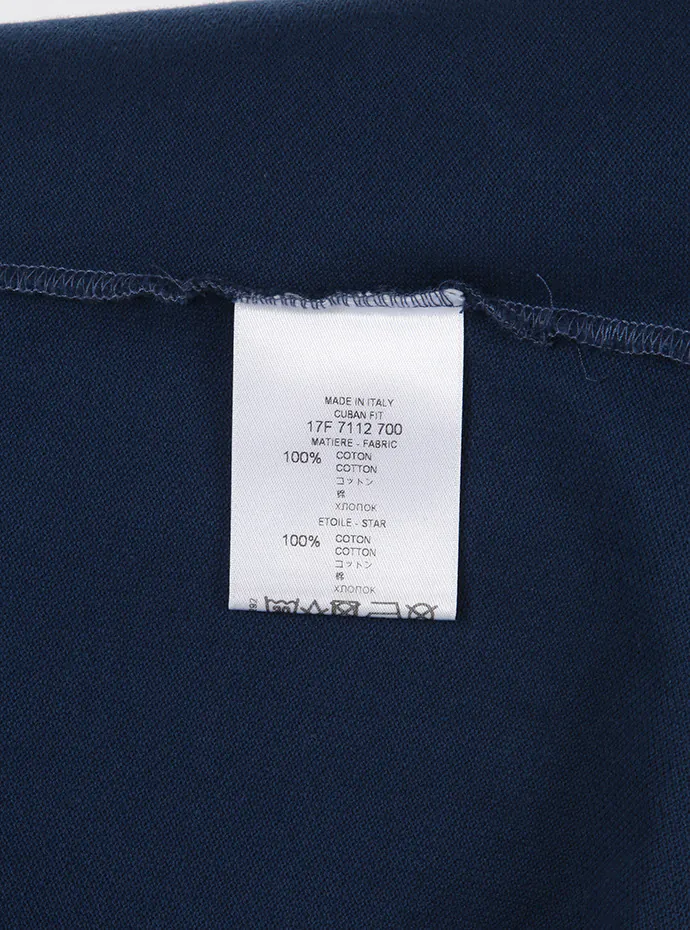 MADE IN ITALY
CUBAN FIT
17F 7112 700
MATIERE - FABRIC
100% COTON
COTTON
コットン
棉
ХЛОПОК
ETOILE - STAR
100% COTON
COTTON
コットン
棉
ХЛОПОК